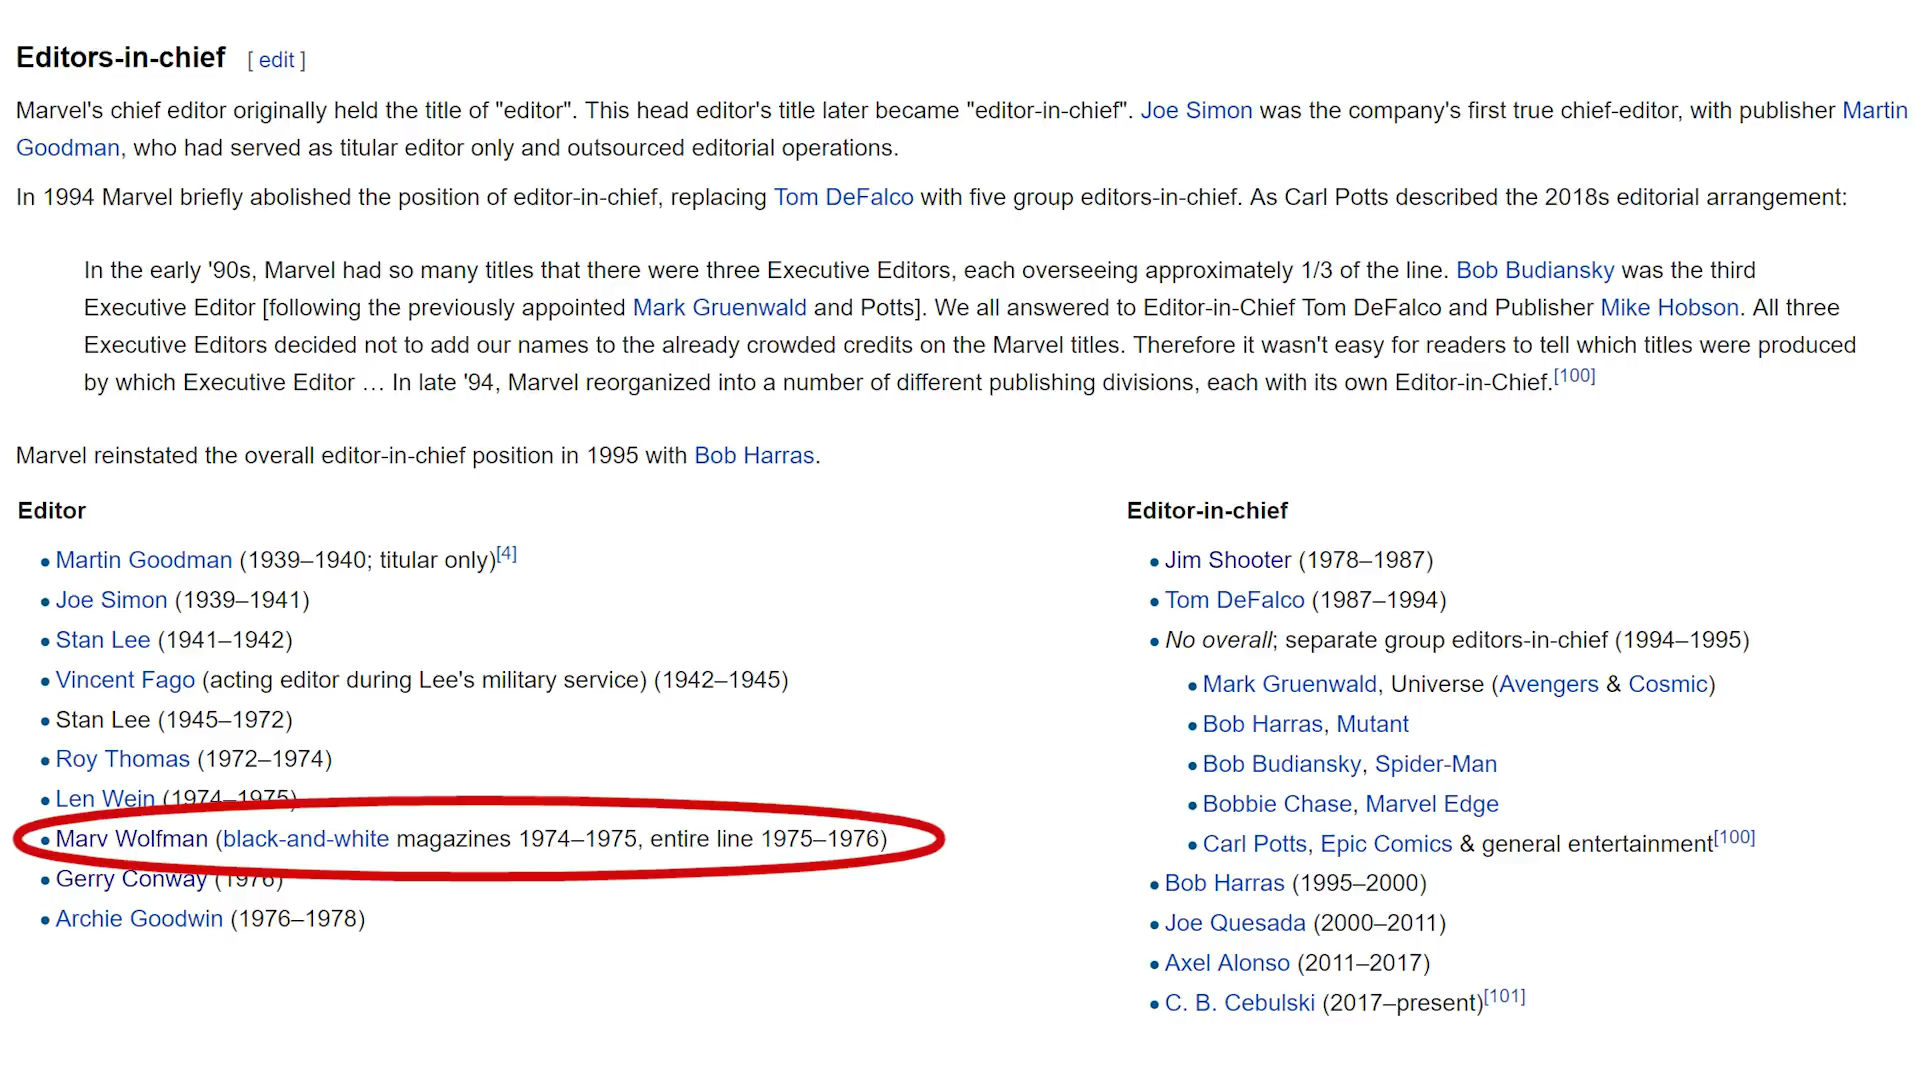 Editors-in-chief [ edit ]
Marvel's chief editor originally held the title of "editor". This head editor's title later became "editor-in-chief". Joe Simon was the company's first true chief-editor, with publisher Martin
Goodman, who had served as titular editor only and outsourced editorial operations.
In 1994 Marvel briefly abolished the position of editor-in-chief, replacing Tom DeFalco with five group editors-in-chief. As Carl Potts described the 2018s editorial arrangement:
In the early '90s, Marvel had so many titles that there were three Executive Editors, each overseeing approximately 1/3 of the line. Bob Budiansky was the third
Executive Editor [following the previously appointed Mark Gruenwald and Potts]. We all answered to Editor-in-Chief Tom DeFalco and Publisher Mike Hobson. All three
Executive Editors decided not to add our names to the already crowded credits on the Marvel titles. Therefore it wasn't easy for readers to tell which titles were produced
by which Executive Editor … In late '94, Marvel reorganized into a number of different publishing divisions, each with its own Editor-in-Chief.[100]
Marvel reinstated the overall editor-in-chief position in 1995 with Bob Harras.
Editor
• Martin Goodman (1939–1940; titular only)[4]
• Joe Simon (1939–1941)
• Stan Lee (1941–1942)
• Vincent Fago (acting editor during Lee's military service) (1942–1945)
• Stan Lee (1945–1972)
• Roy Thomas (1972–1974)
• Len Wein (1974–1975)
• Marv Wolfman (black-and-white magazines 1974–1975, entire line 1975–1976)
• Gerry Conway (1976)
• Archie Goodwin (1976–1978)
Editor-in-chief
• Jim Shooter (1978–1987)
• Tom DeFalco (1987–1994)
• No overall; separate group editors-in-chief (1994–1995)
• Mark Gruenwald, Universe (Avengers & Cosmic)
• Bob Harras, Mutant
• Bob Budiansky, Spider-Man
• Bobbie Chase, Marvel Edge
• Carl Potts, Epic Comics & general entertainment[100]
• Bob Harras (1995–2000)
• Joe Quesada (2000–2011)
• Axel Alonso (2011–2017)
• C. B. Cebulski (2017–present)[101]